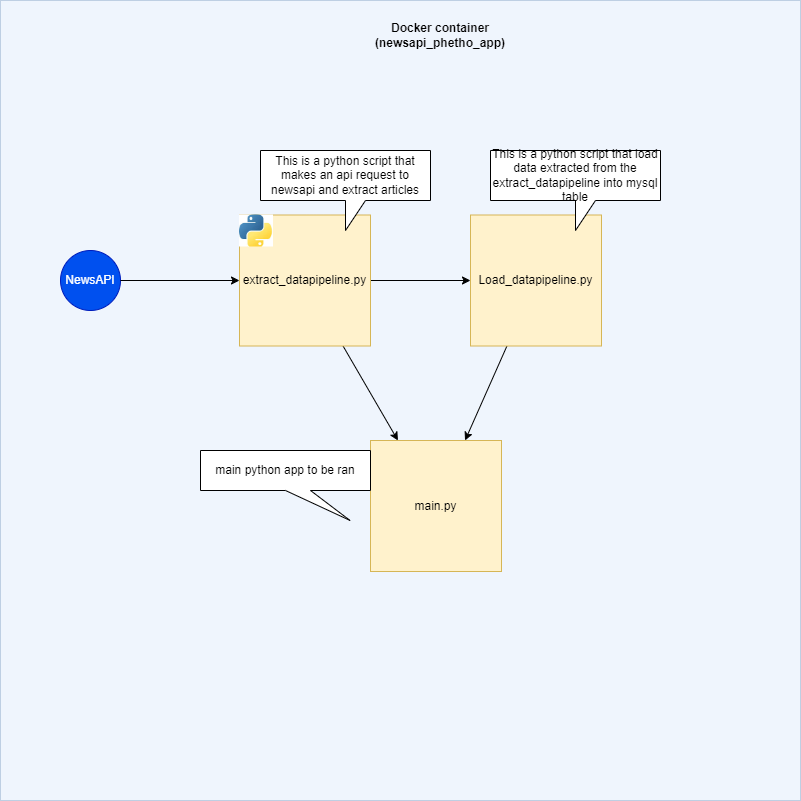 Docker container
(newsapi_phetho_app)
This is a python script that
makes an api request to
newsapi and extract articles
This is a python script that load
data extracted from the
extract_datapipeline into mysql
table
NewsAPI
extract_datapipeline.py
Load_datapipeline.py
main python app to be ran
main.py